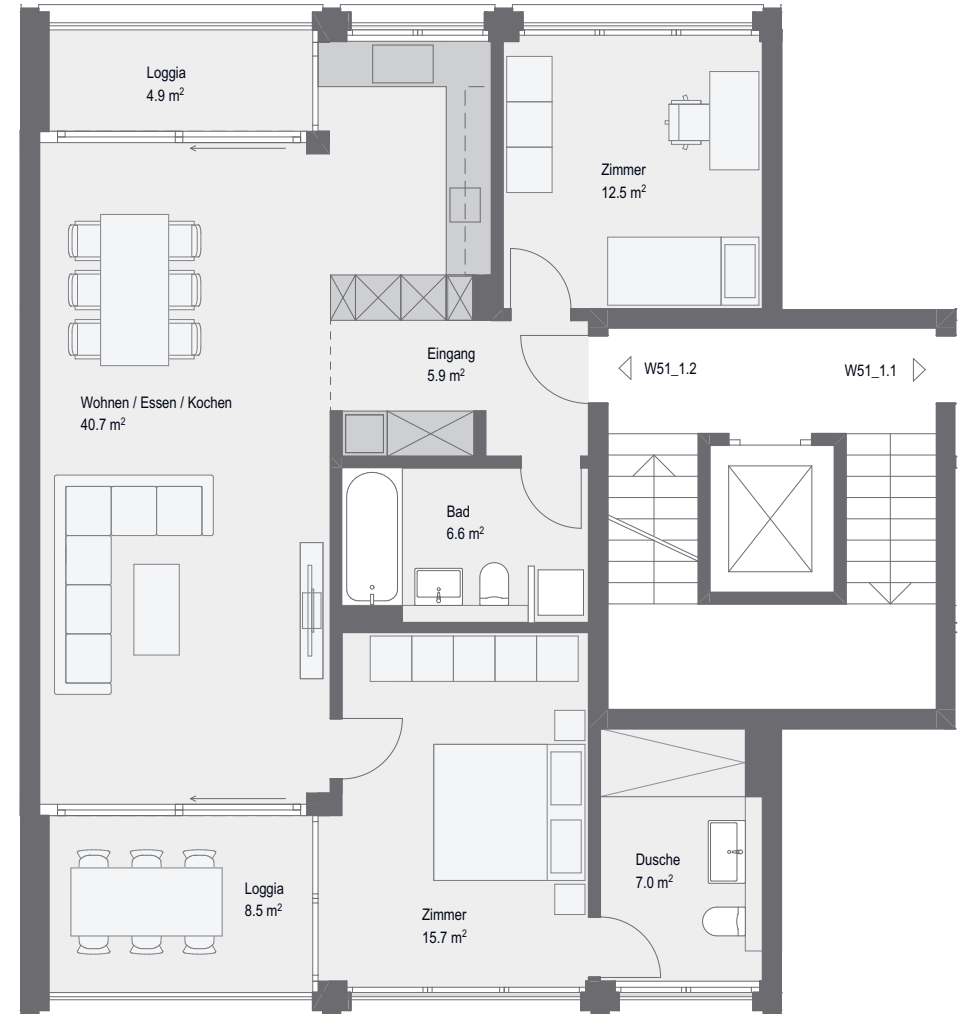 Loggia
4.9 m²
Zimmer
12.5 m²
Eingang
5.9 m²
W51_1.2
W51_1.1
Wohnen / Essen / Kochen
40.7 m²
Bad
6.6 m²
Dusche
7.0 m²
Loggia
8.5 m²
Zimmer
15.7 m²